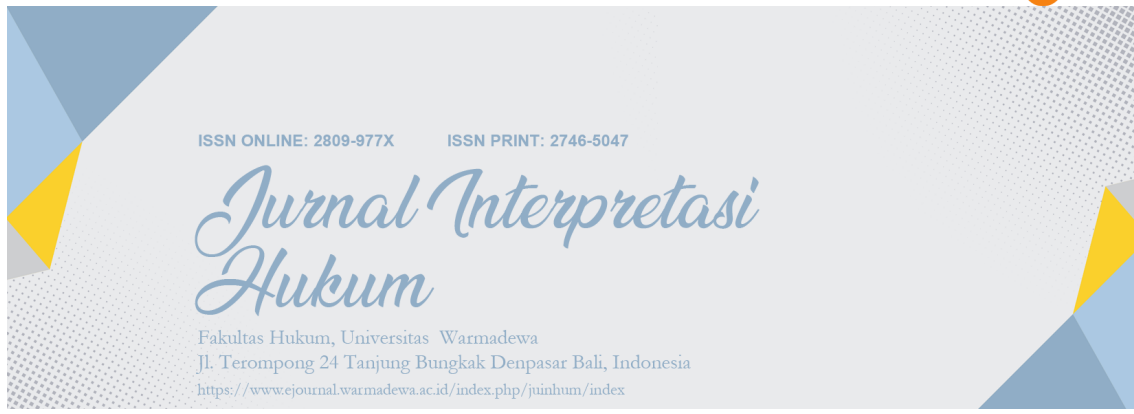 ISSN ONLINE: 2809-977X ISSN PRINT: 2746-5047
Jurnal Interpretasi
Hukum
Fakultas Hukum, Universitas Warmadewa
Jl. Terompong 24 Tanjung Bungkak Denpasar Bali, Indonesia
https://www.ejournal.warmadewa.ac.id/index.php/juinhum/index